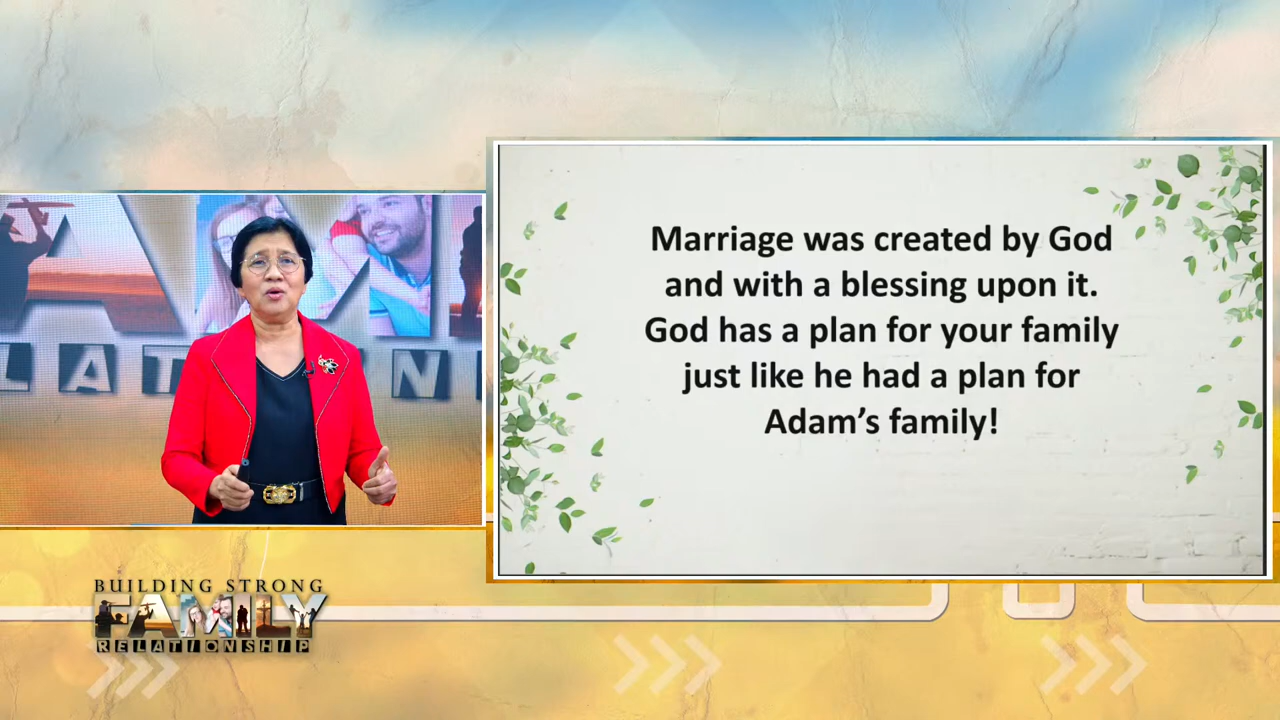 Marriage was created by God
and with a blessing upon it.
God has a plan for your family
just like he had a plan for
Adam's family!
BUILDING STRONG
FAMILY
RELATIONSHIP